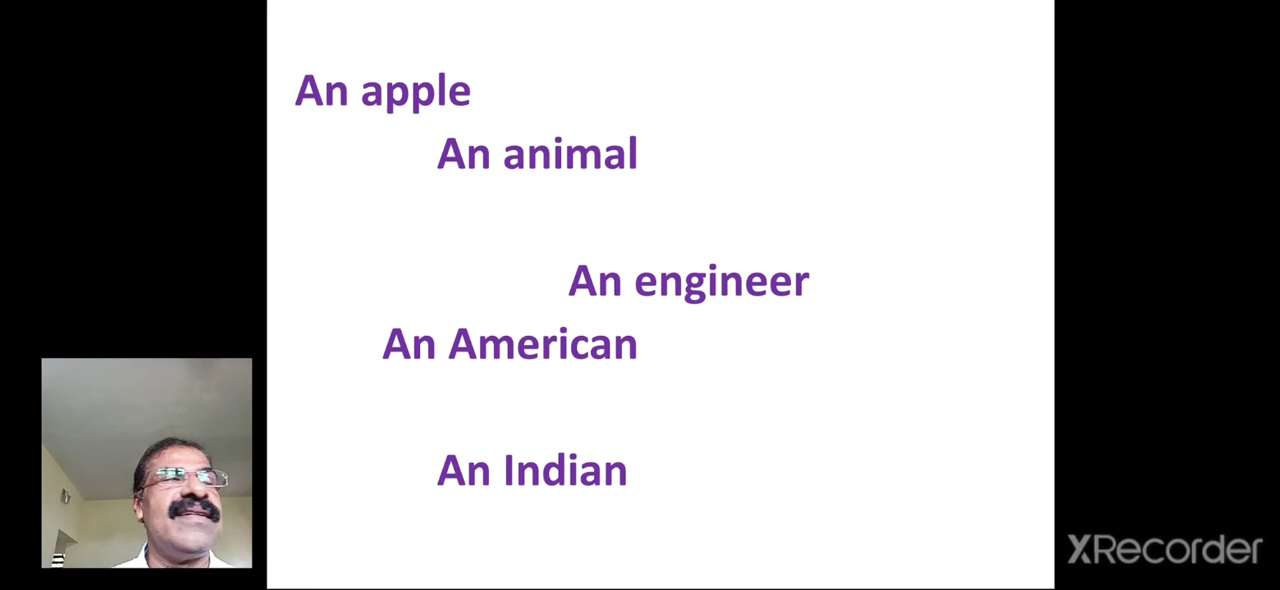 An apple
An animal
An engineer
An American
An Indian
XRecorder